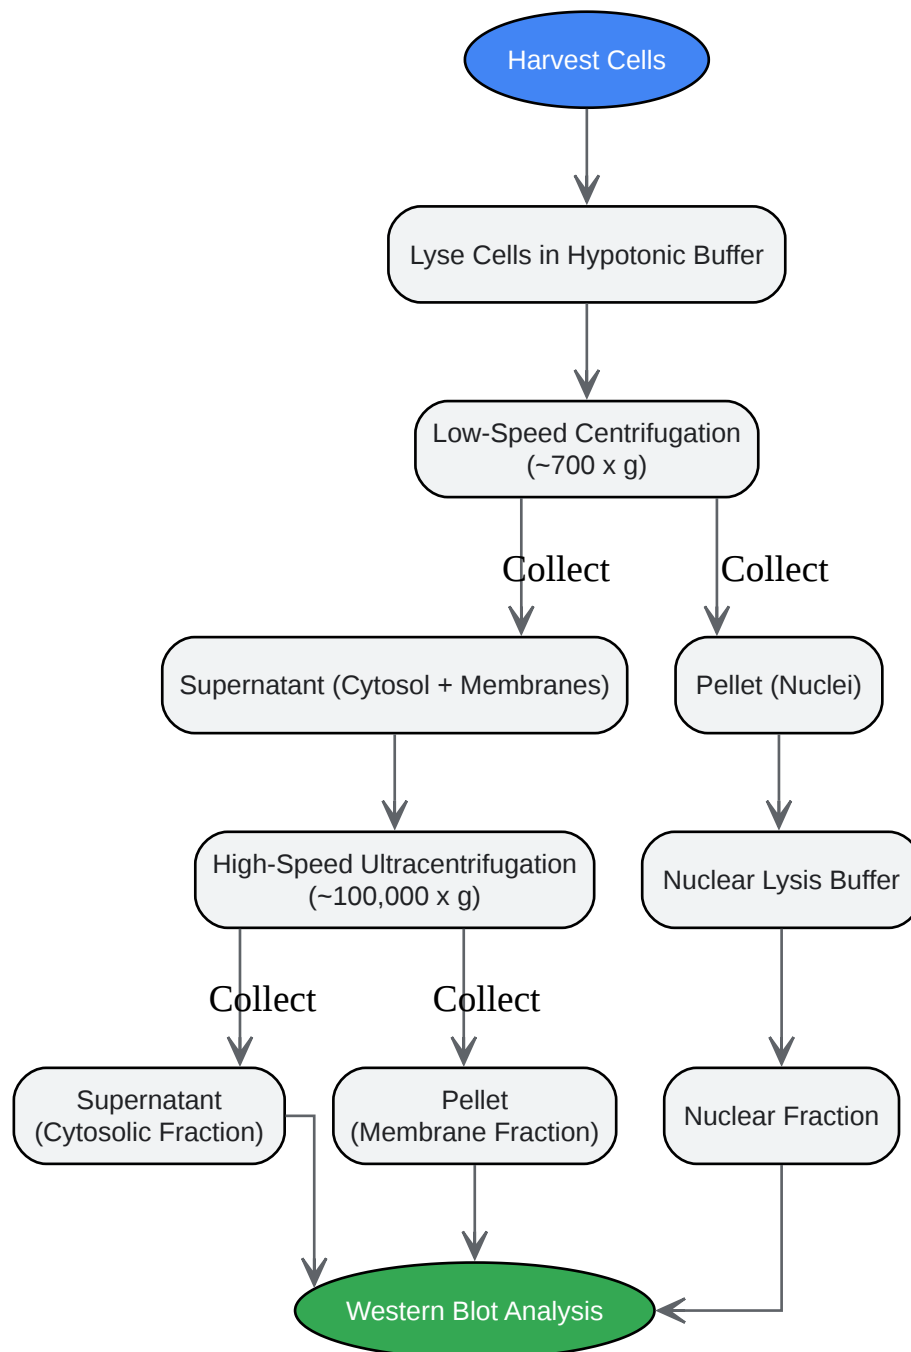 Harvest Cells
Lyse Cells in Hypotonic Buffer
Low-Speed Centrifugation
(~700 x g)
Collect
Collect
Supernatant (Cytosol + Membranes)
Pellet (Nuclei)
High-Speed Ultracentrifugation
(~100,000 x g)
Nuclear Lysis Buffer
Collect
Collect
Supernatant
(Cytosolic Fraction)
Pellet
(Membrane Fraction)
Nuclear Fraction
Western Blot Analysis